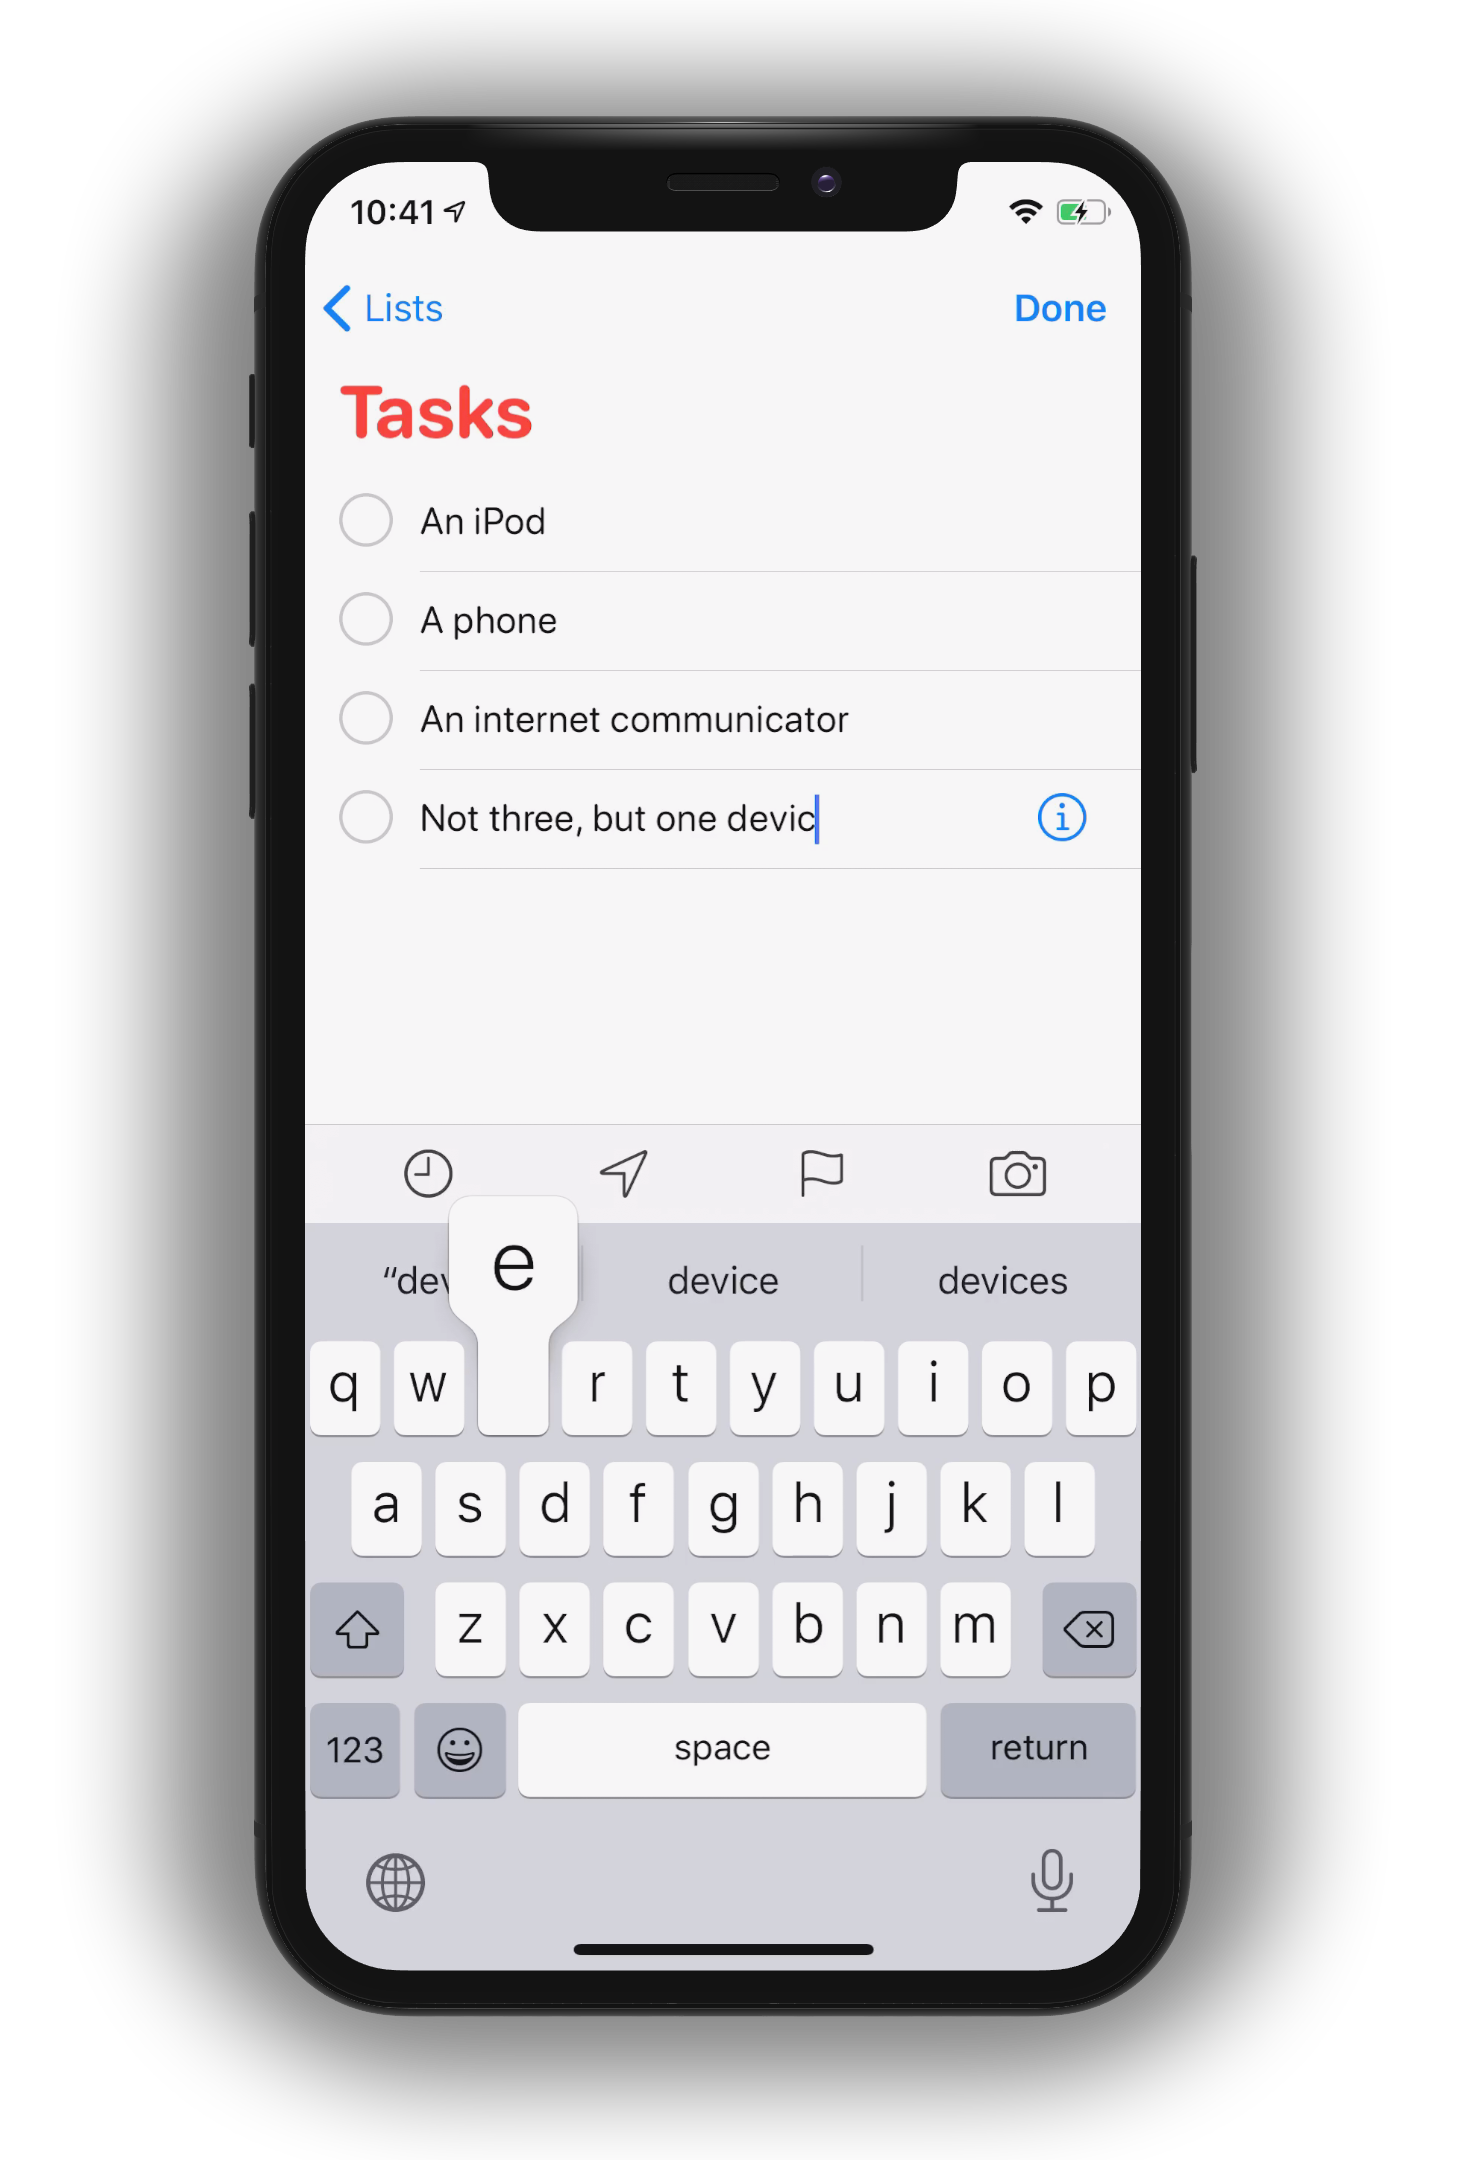 10:41
Lists Done
Tasks
An iPod
A phone
An internet communicator
Not three, but one devic
e
device devices
q w r t y u i o p
a s d f g h j k l
z x c v b n m
123 space return